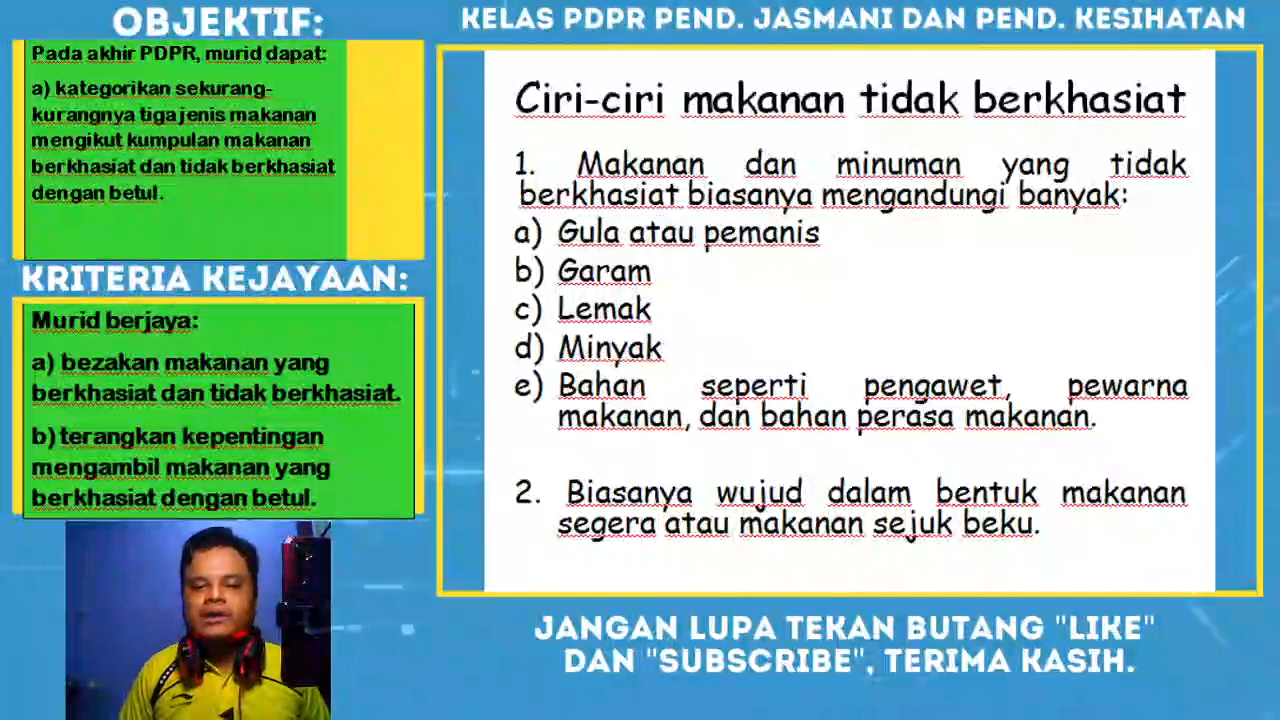 OBJEKTIF:
Pada akhir PDPR, murid dapat:
a) kategorikan sekurang-
kurangnya tiga jenis makanan
mengikut kumpulan makanan
berkhasiat dan tidak berkhasiat
dengan betul.
KRITERIA KEJAYAAN:
Murid berjaya:
a) bezakan makanan yang
berkhasiat dan tidak berkhasiat.
b) terangkan kepentingan
mengambil makanan yang
berkhasiat dengan betul.
KELAS PDPR PEND. JASMANI DAN PEND. KESIHATAN
Ciri-ciri makanan tidak berkhasiat
1. Makanan dan minuman yang tidak
berkhasiat biasanya mengandungi banyak:
a) Gula atau pemanis
b) Garam
c) Lemak
d) Minyak
e) Bahan seperti pengawet, pewarna
makanan, dan bahan perasa makanan.
2. Biasanya wujud dalam bentuk makanan
segera atau makanan sejuk beku.
JANGAN LUPA TEKAN BUTANG "LIKE"
DAN "SUBSCRIBE", TERIMA KASIH.